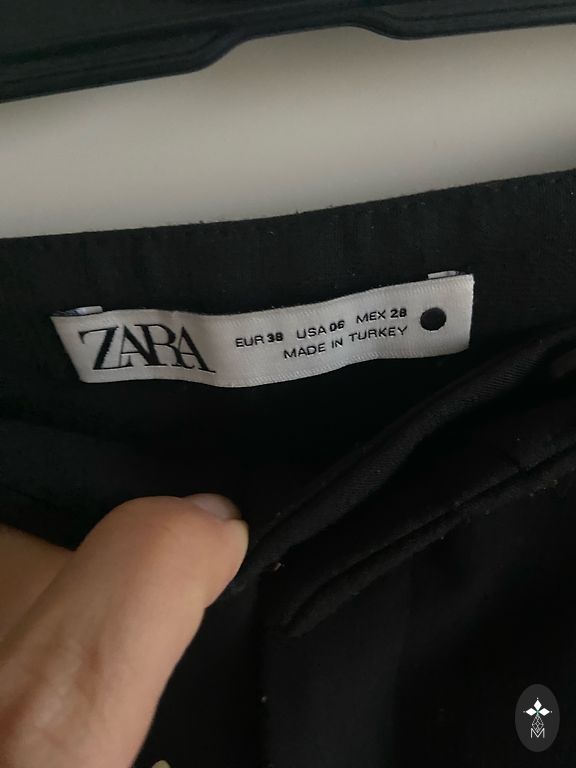 ZARA
EUR 38 USA 06 MEX 28
MADE IN TURKEY
M